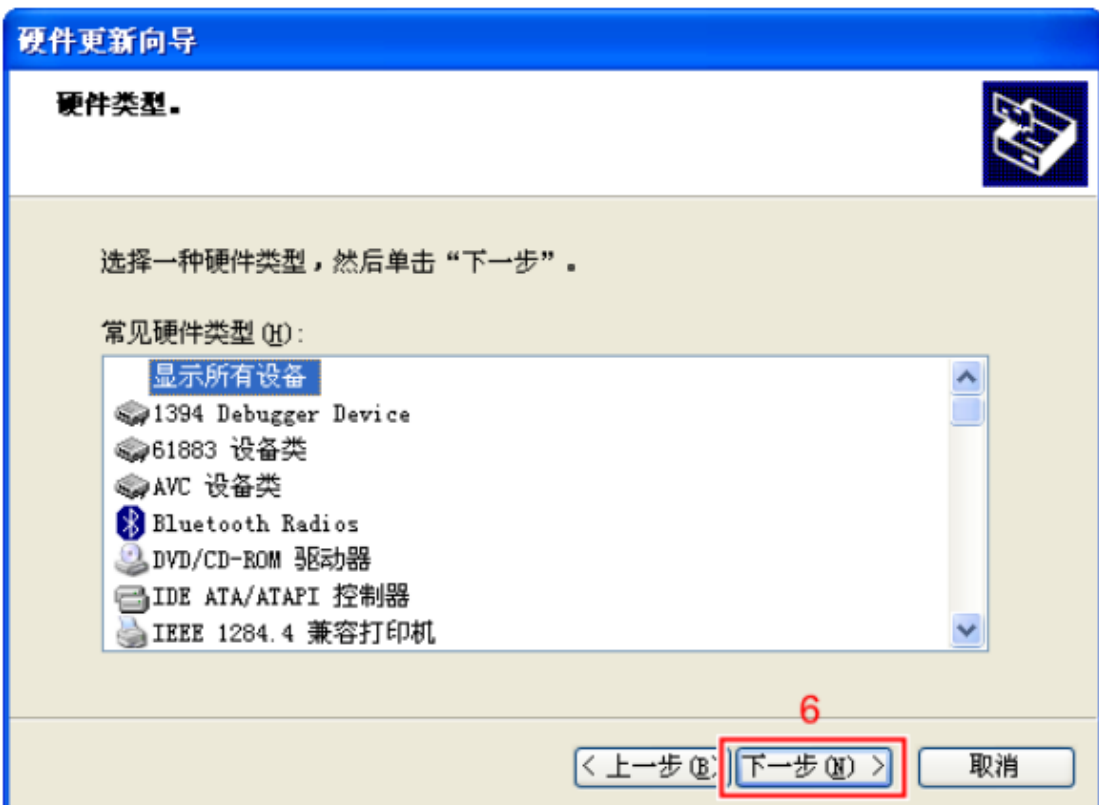 硬件更新向导
硬件类型。
选择一种硬件类型，然后单击“下一步”。
常见硬件类型(H):
显示所有设备
1394 Debugger Device
61883 设备类
AVC 设备类
Bluetooth Radios
DVD/CD-ROM 驱动器
IDE ATA/ATAPI 控制器
IEEE 1284.4 兼容打印机
6
< 上一步(B) 下一步(N) > 取消